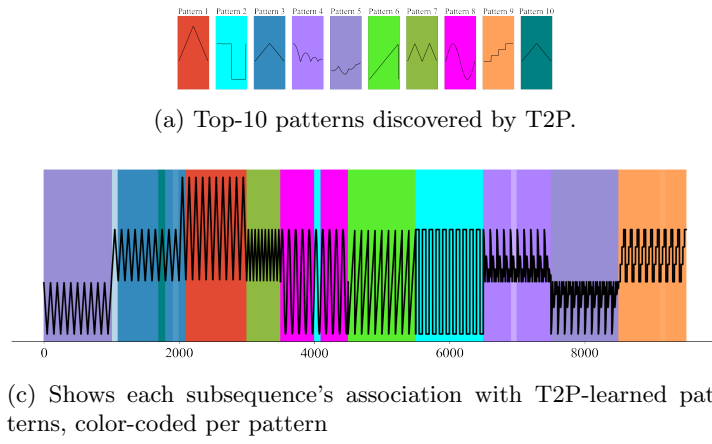 Pattern 1 Pattern 2 Pattern 3 Pattern 4 Pattern 5 Pattern 6 Pattern 7 Pattern 8 Pattern 9 Pattern 10
(a) Top-10 patterns discovered by T2P.
0 2000 4000 6000 8000
(c) Shows each subsequence's association with T2P-learned pat-
terns, color-coded per pattern